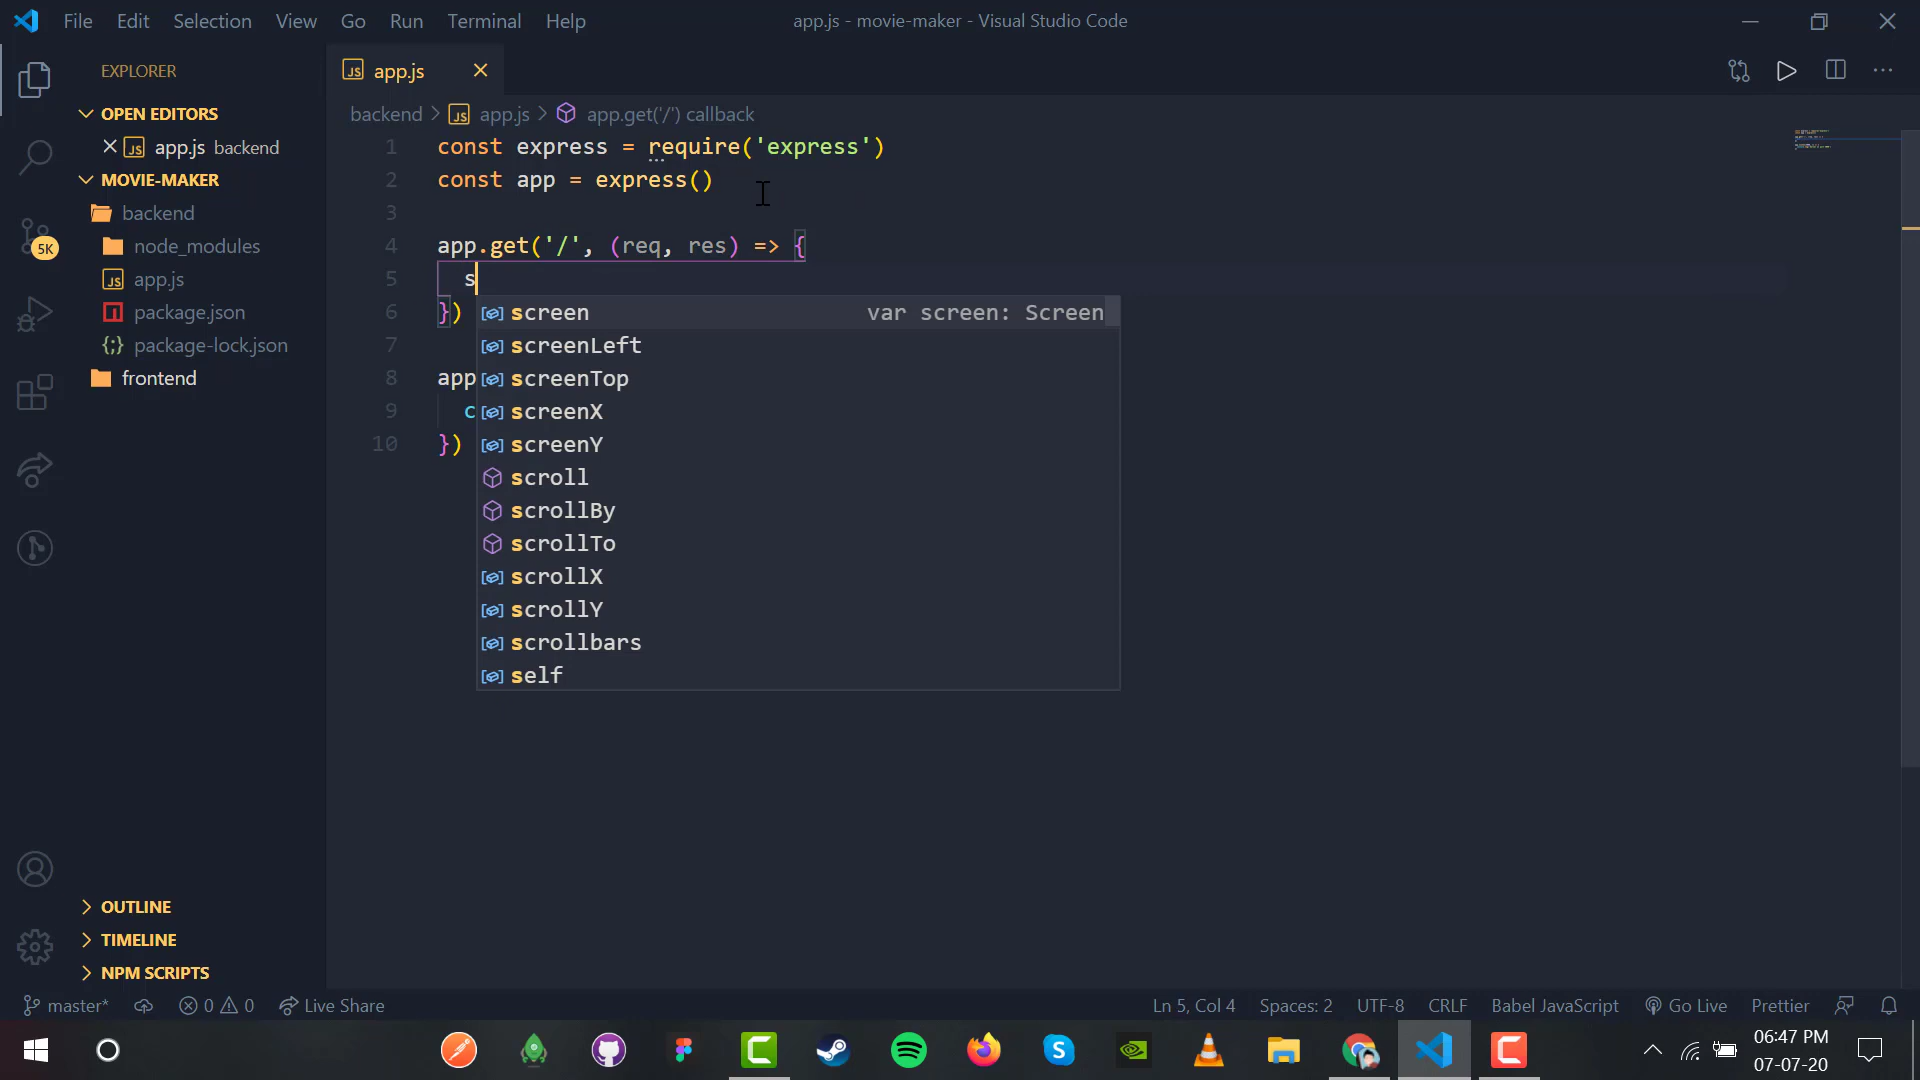 File Edit Selection View Go Run Terminal Help
app.js - movie-maker - Visual Studio Code
EXPLORER
OPEN EDITORS
JS app.js backend
MOVIE-MAKER
backend
node_modules
JS app.js
package.json
{;} package-lock.json
frontend
5K
OUTLINE
TIMELINE
NPM SCRIPTS
JS app.js
backend > JS app.js > app.get('/') callback
1 const express = require('express')
2 const app = express()
3
4 app.get('/', (req, res) => {
5 s
6 })
7
8 app
9 c
10 })
screen var screen: Screen
screenLeft
screenTop
screenX
screenY
scroll
scrollBy
scrollTo
scrollX
scrollY
scrollbars
self
master* 0 0 Live Share
Ln 5, Col 4 Spaces: 2 UTF-8 CRLF Babel JavaScript Go Live Prettier
06:47 PM
07-07-20